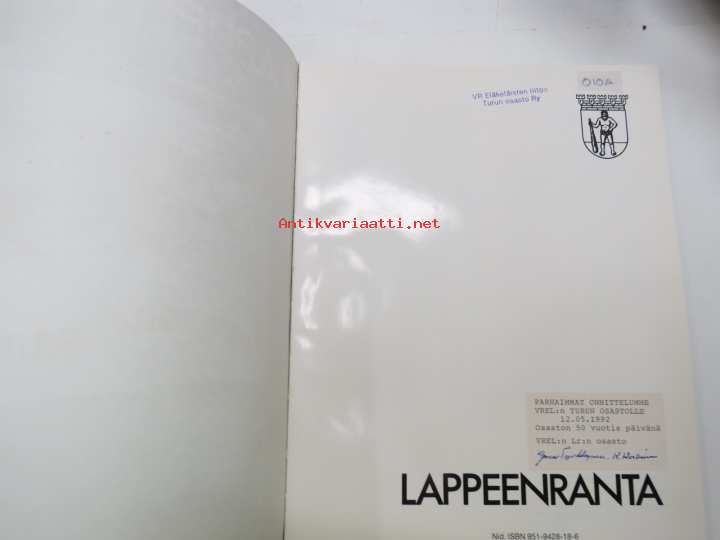 010A
VR Eläkeläisten liiton
Turun osasto Ry
Antikvariaatti.net
PARHAIMMAT ONNITTELUMME
VREL:n TURUN OSASTOLLE
12.05.1992
Osaston 50 vuotis päivänä
VREL:n Lr:n osasto
LAPPEENRANTA
Nid. ISBN 951-9428-18-6